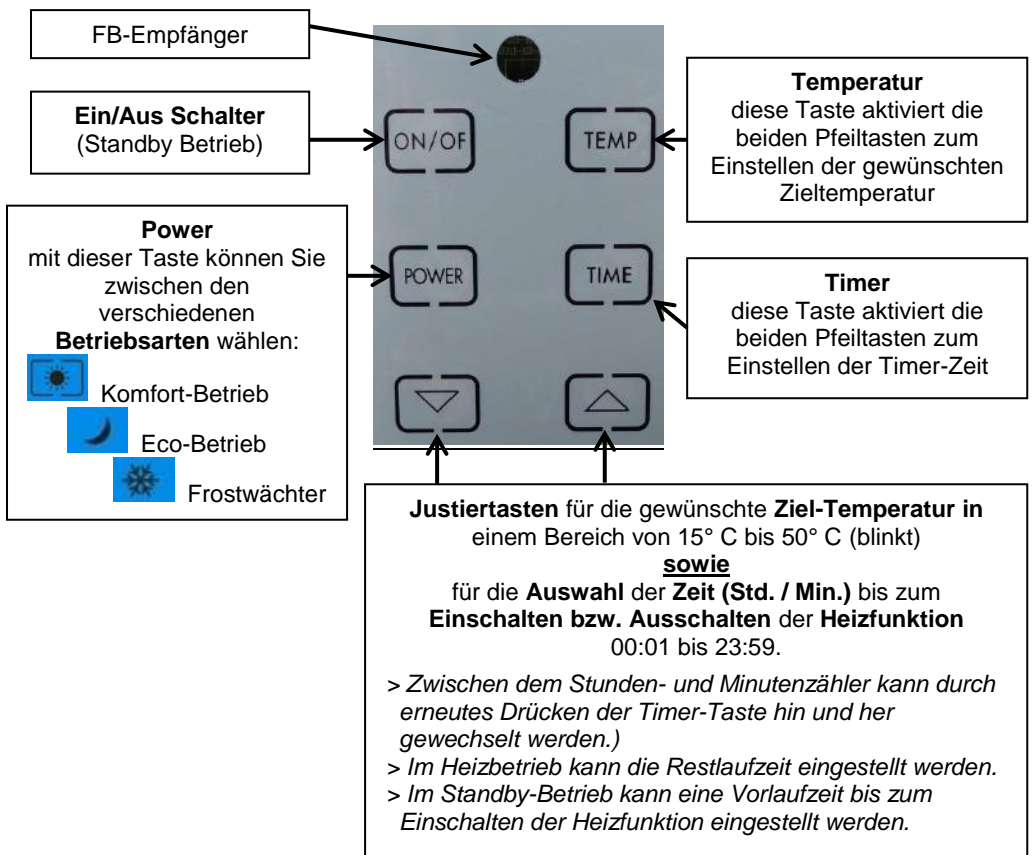 FB-Empfänger
Ein/Aus Schalter
(Standby Betrieb)
Power
mit dieser Taste können Sie
zwischen den
verschiedenen
Betriebsarten wählen:
Komfort-Betrieb
Eco-Betrieb
Frostwächter
ON/OF
TEMP
POWER
TIME
Temperatur
diese Taste aktiviert die
beiden Pfeiltasten zum
Einstellen der gewünschten
Zieltemperatur
Timer
diese Taste aktiviert die
beiden Pfeiltasten zum
Einstellen der Timer-Zeit
Justiertasten für die gewünschte Ziel-Temperatur in
einem Bereich von 15° C bis 50° C (blinkt)
sowie
für die Auswahl der Zeit (Std. / Min.) bis zum
Einschalten bzw. Ausschalten der Heizfunktion
00:01 bis 23:59.
> Zwischen dem Stunden- und Minutenzähler kann durch
erneutes Drücken der Timer-Taste hin und her
gewechselt werden.)
> Im Heizbetrieb kann die Restlaufzeit eingestellt werden.
> Im Standby-Betrieb kann eine Vorlaufzeit bis zum
Einschalten der Heizfunktion eingestellt werden.